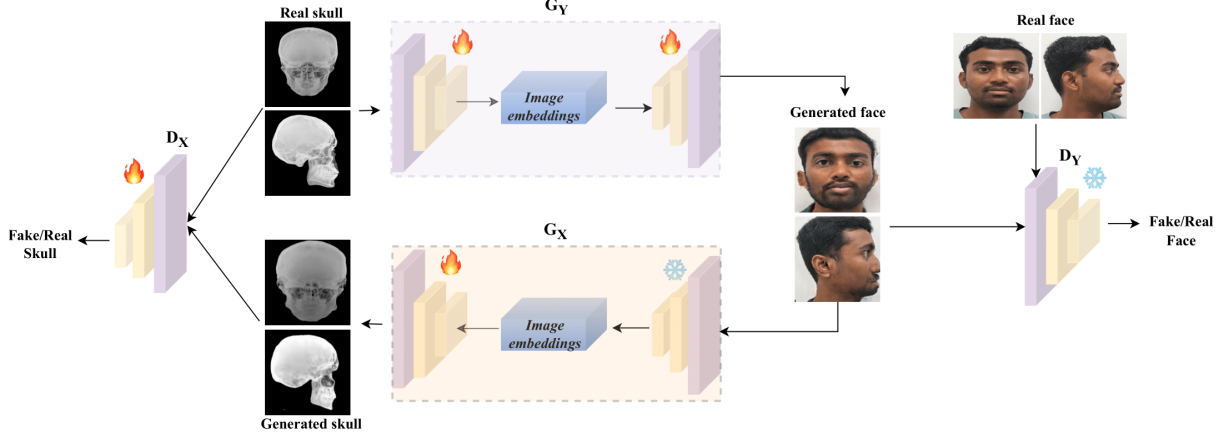 Real skull
G_Y
Real face
Image
embeddings
Generated face
D_X
D_Y
Fake/Real
Skull
Fake/Real
Face
G_X
Image
embeddings
Generated skull